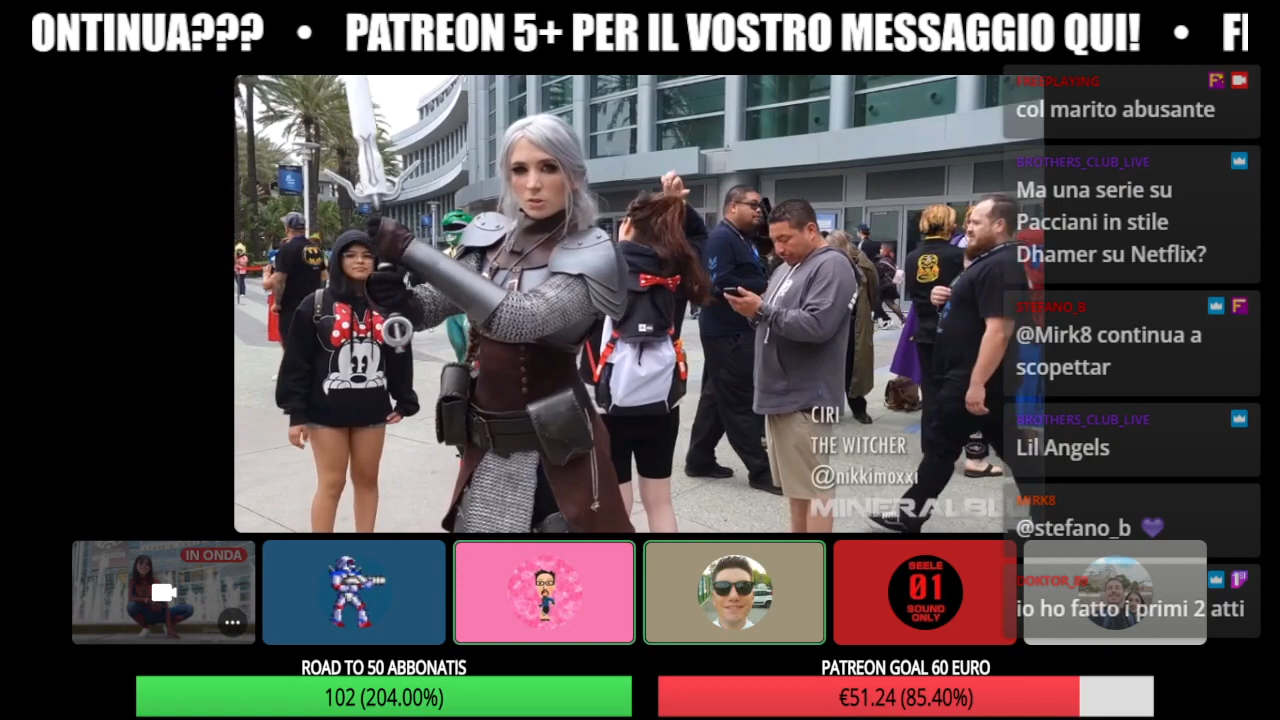 ONTINUA??? • PATREON 5+ PER IL VOSTRO MESSAGGIO QUI! •
col marito abusante
BROTHERS_CLUB_LIVE
Ma una serie su
Pacciani in stile
Dhamer su Netflix?
STEFANO_B
@Mirk8 continua a
scopettar
BROTHERS_CLUB_LIVE
Lil Angels
MIRK8
@stefano_b
io ho fatto i primi 2 atti
CIRI
THE WITCHER
@nikkimoxxi
IN ONDA
SEELE
01
SOUND
ONLY
ROAD TO 50 ABBONATIS
102 (204.00%)
PATREON GOAL 60 EURO
€51.24 (85.40%)